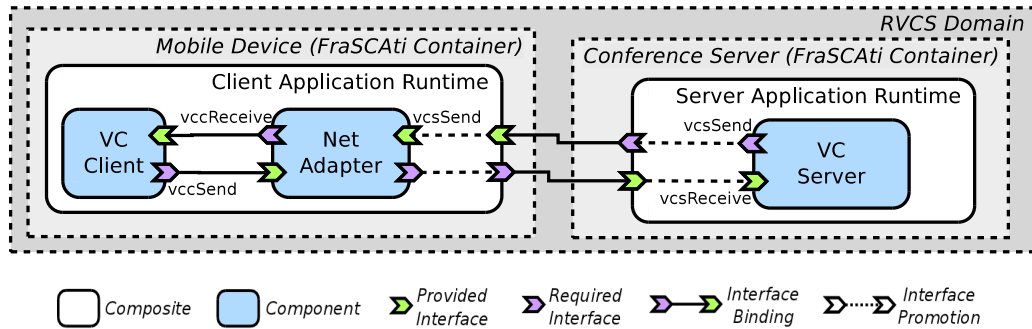 RVCS Domain
Mobile Device (FraSCAti Container)
Conference Server (FraSCAti Container)
Client Application Runtime
Server Application Runtime
vccReceive
vcsSend
VC
Client
Net
Adapter
vccSend
vcsSend
VC
Server
vcsReceive
Composite
Component
Provided
Interface
Required
Interface
Interface
Binding
Interface
Promotion